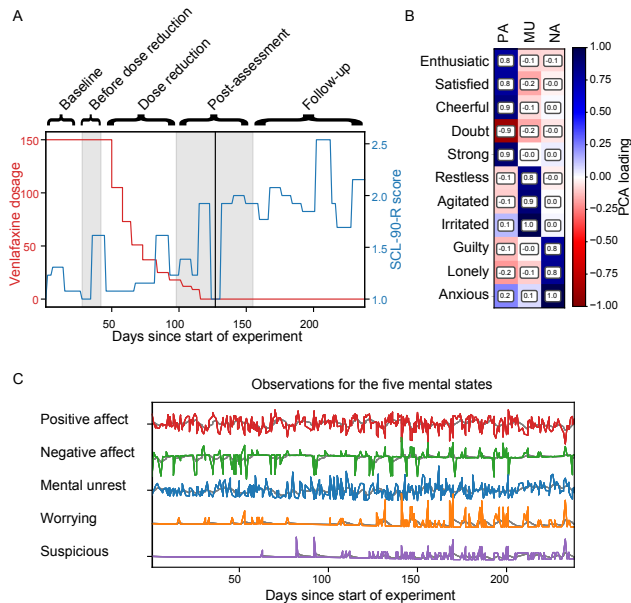 A
Baseline
Before dose reduction
Dose reduction
Post-assessment
Follow-up
150
100
50
0
Venlafaxine dosage
2.5
2.0
1.5
1.0
SCL-90-R score
50 100 150 200
Days since start of experiment
B
PA MU NA
Enthusiatic 0.8 -0.1 -0.1
Satisfied 0.8 -0.2 -0.0
Cheerful 0.9 -0.1 0.0
Doubt -0.9 -0.2 -0.0
Strong 0.9 -0.0 0.0
Restless -0.1 0.8 0.0
Agitated -0.1 0.9 0.0
Irritated 0.1 1.0 0.0
Guilty -0.1 -0.0 0.8
Lonely -0.2 -0.1 0.8
Anxious 0.2 0.1 1.0
1.00
0.75
0.50
0.25
0.00
−0.25
−0.50
−0.75
−1.00
PCA loading
C
Observations for the five mental states
Positive affect
Negative affect
Mental unrest
Worrying
Suspicious
50 100 150 200
Days since start of experiment